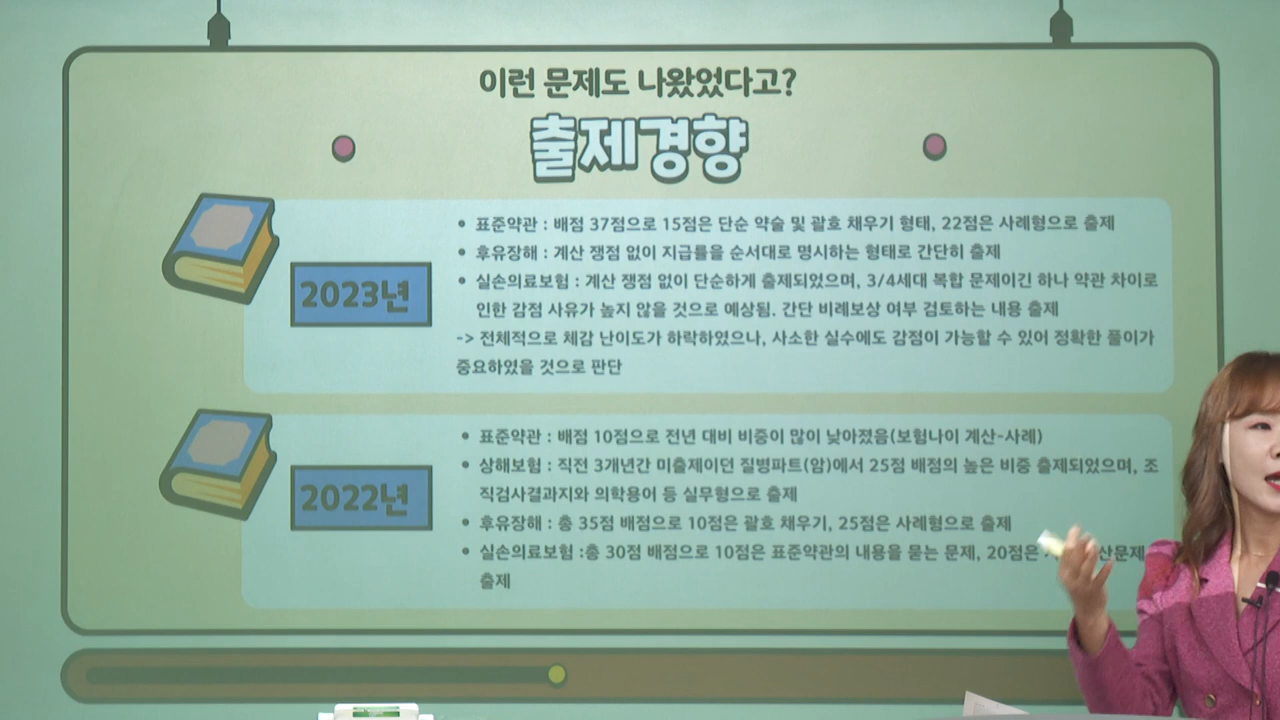 이런 문제도 나왔었다고?
출제경향
2023년
• 표준약관 : 배점 37점으로 15점은 단순 약술 및 괄호 채우기 형태, 22점은 사례형으로 출제
• 후유장해 : 계산 쟁점 없이 지급률을 순서대로 명시하는 형태로 간단히 출제
• 실손의료보험 : 계산 쟁점 없이 단순하게 출제되었으며, 3/4세대 복합 문제이긴 하나 약관 차이로
인한 감점 사유가 높지 않을 것으로 예상됨. 간단 비례보상 여부 검토하는 내용 출제
-> 전체적으로 체감 난이도가 하락하였으나, 사소한 실수에도 감점이 가능할 수 있어 정확한 풀이가
중요하였을 것으로 판단
2022년
• 표준약관 : 배점 10점으로 전년 대비 비중이 많이 낮아졌음(보험나이 계산-사례)
• 상해보험 : 직전 3개년간 미출제이던 질병파트(암)에서 25점 배점의 높은 비중 출제되었으며, 조
직검사결과지와 의학용어 등 실무형으로 출제
• 후유장해 : 총 35점 배점으로 10점은 괄호 채우기, 25점은 사례형으로 출제
• 실손의료보험 :총 30점 배점으로 10점은 표준약관의 내용을 묻는 문제, 20점은 산문제
출제